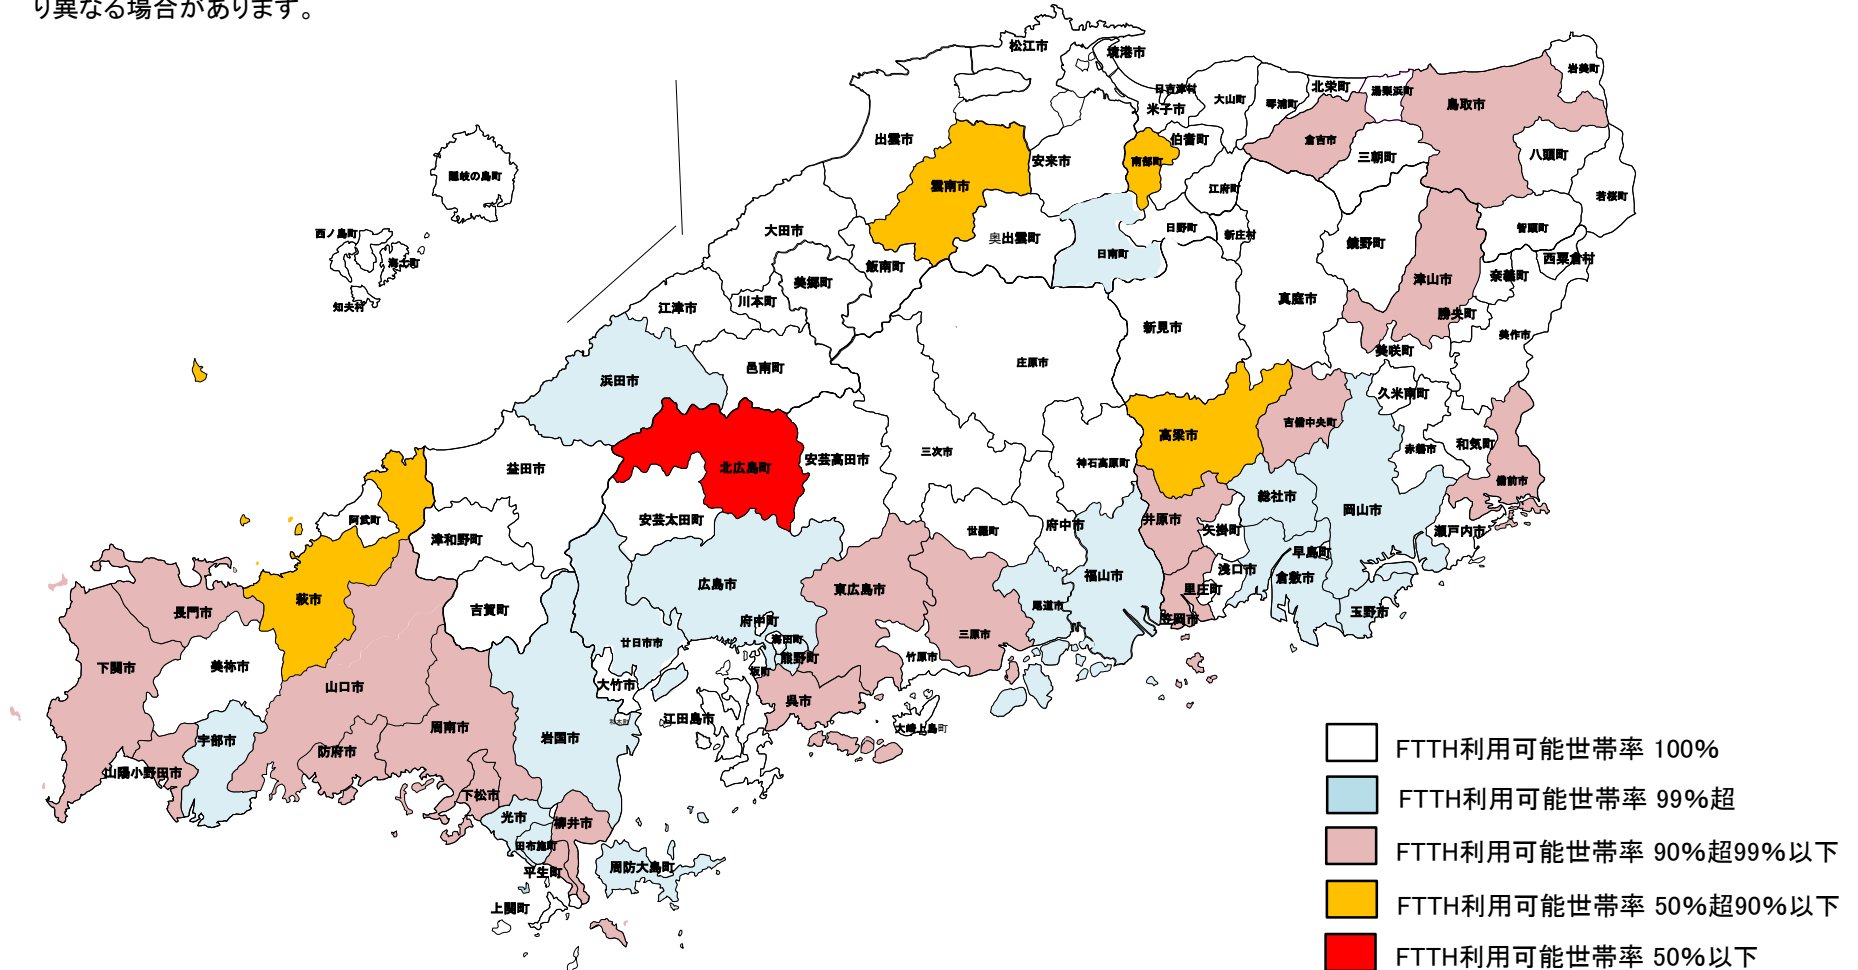 り異なる場合があります。
松江市
境港市
岩美町
日吉津村
米子市
大山町
琴浦町
北栄町
湯梨浜町
鳥取市
出雲市
安来市
南部町
伯耆町
倉吉市
三朝町
八頭町
隠岐の島町
雲南市
江府町
若桜町
西ノ島町
海士町
知夫村
大田市
奥出雲町
日南町
日野町
新庄村
鏡野町
智頭町
西粟倉村
飯南町
美郷町
川本町
江津市
津山市
奈義町
真庭市
新見市
勝央町
美作市
浜田市
邑南町
庄原市
美咲町
久米南町
高梁市
吉備中央町
益田市
北広島町
安芸高田市
三次市
神石高原町
赤磐市
和気町
備前市
阿武町
津和野町
安芸太田町
世羅町
府中市
井原市
総社市
矢掛町
岡山市
瀬戸内市
早島町
浅口市
倉敷市
里庄町
笠岡市
玉野市
福山市
尾道市
三原市
東広島市
広島市
府中町
海田町
熊野町
坂町
竹原市
呉市
廿日市市
大竹市
和木町
江田島市
大崎上島町
萩市
長門市
吉賀町
下関市
美祢市
山口市
宇部市
防府市
周南市
岩国市
山陽小野田市
下松市
光市
柳井市
田布施町
平生町
周防大島町
上関町
FTTH利用可能世帯率 100%
FTTH利用可能世帯率 99%超
FTTH利用可能世帯率 90%超99%以下
FTTH利用可能世帯率 50%超90%以下
FTTH利用可能世帯率 50%以下